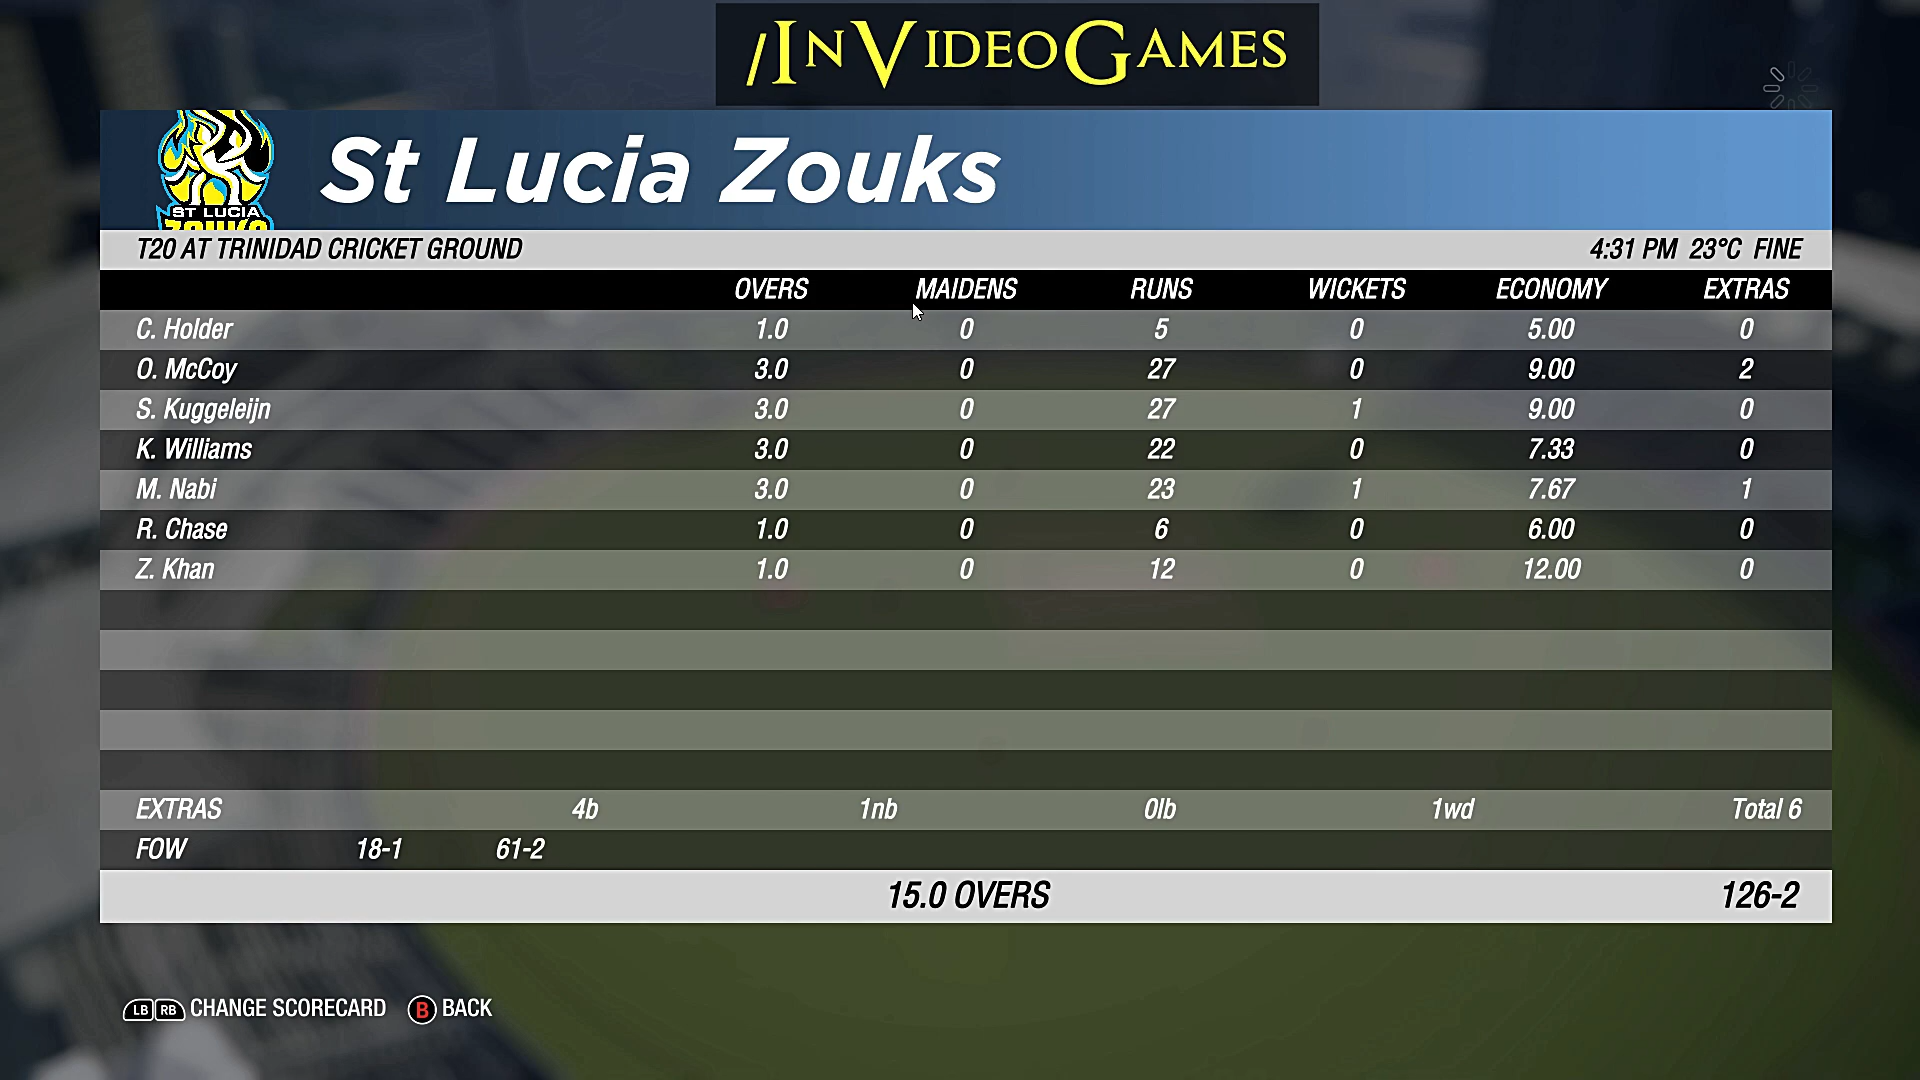 /InVideoGames
ST LUCIA
ZOUKS
St Lucia Zouks
T20 AT TRINIDAD CRICKET GROUND 4:31 PM 23°C FINE
OVERS MAIDENS RUNS WICKETS ECONOMY EXTRAS
C. Holder 1.0 0 5 0 5.00 0
O. McCoy 3.0 0 27 0 9.00 2
S. Kuggeleijn 3.0 0 27 1 9.00 0
K. Williams 3.0 0 22 0 7.33 0
M. Nabi 3.0 0 23 1 7.67 1
R. Chase 1.0 0 6 0 6.00 0
Z. Khan 1.0 0 12 0 12.00 0
EXTRAS 4b 1nb 0lb 1wd Total 6
FOW 18-1 61-2
15.0 OVERS 126-2
LB RB CHANGE SCORECARD B BACK